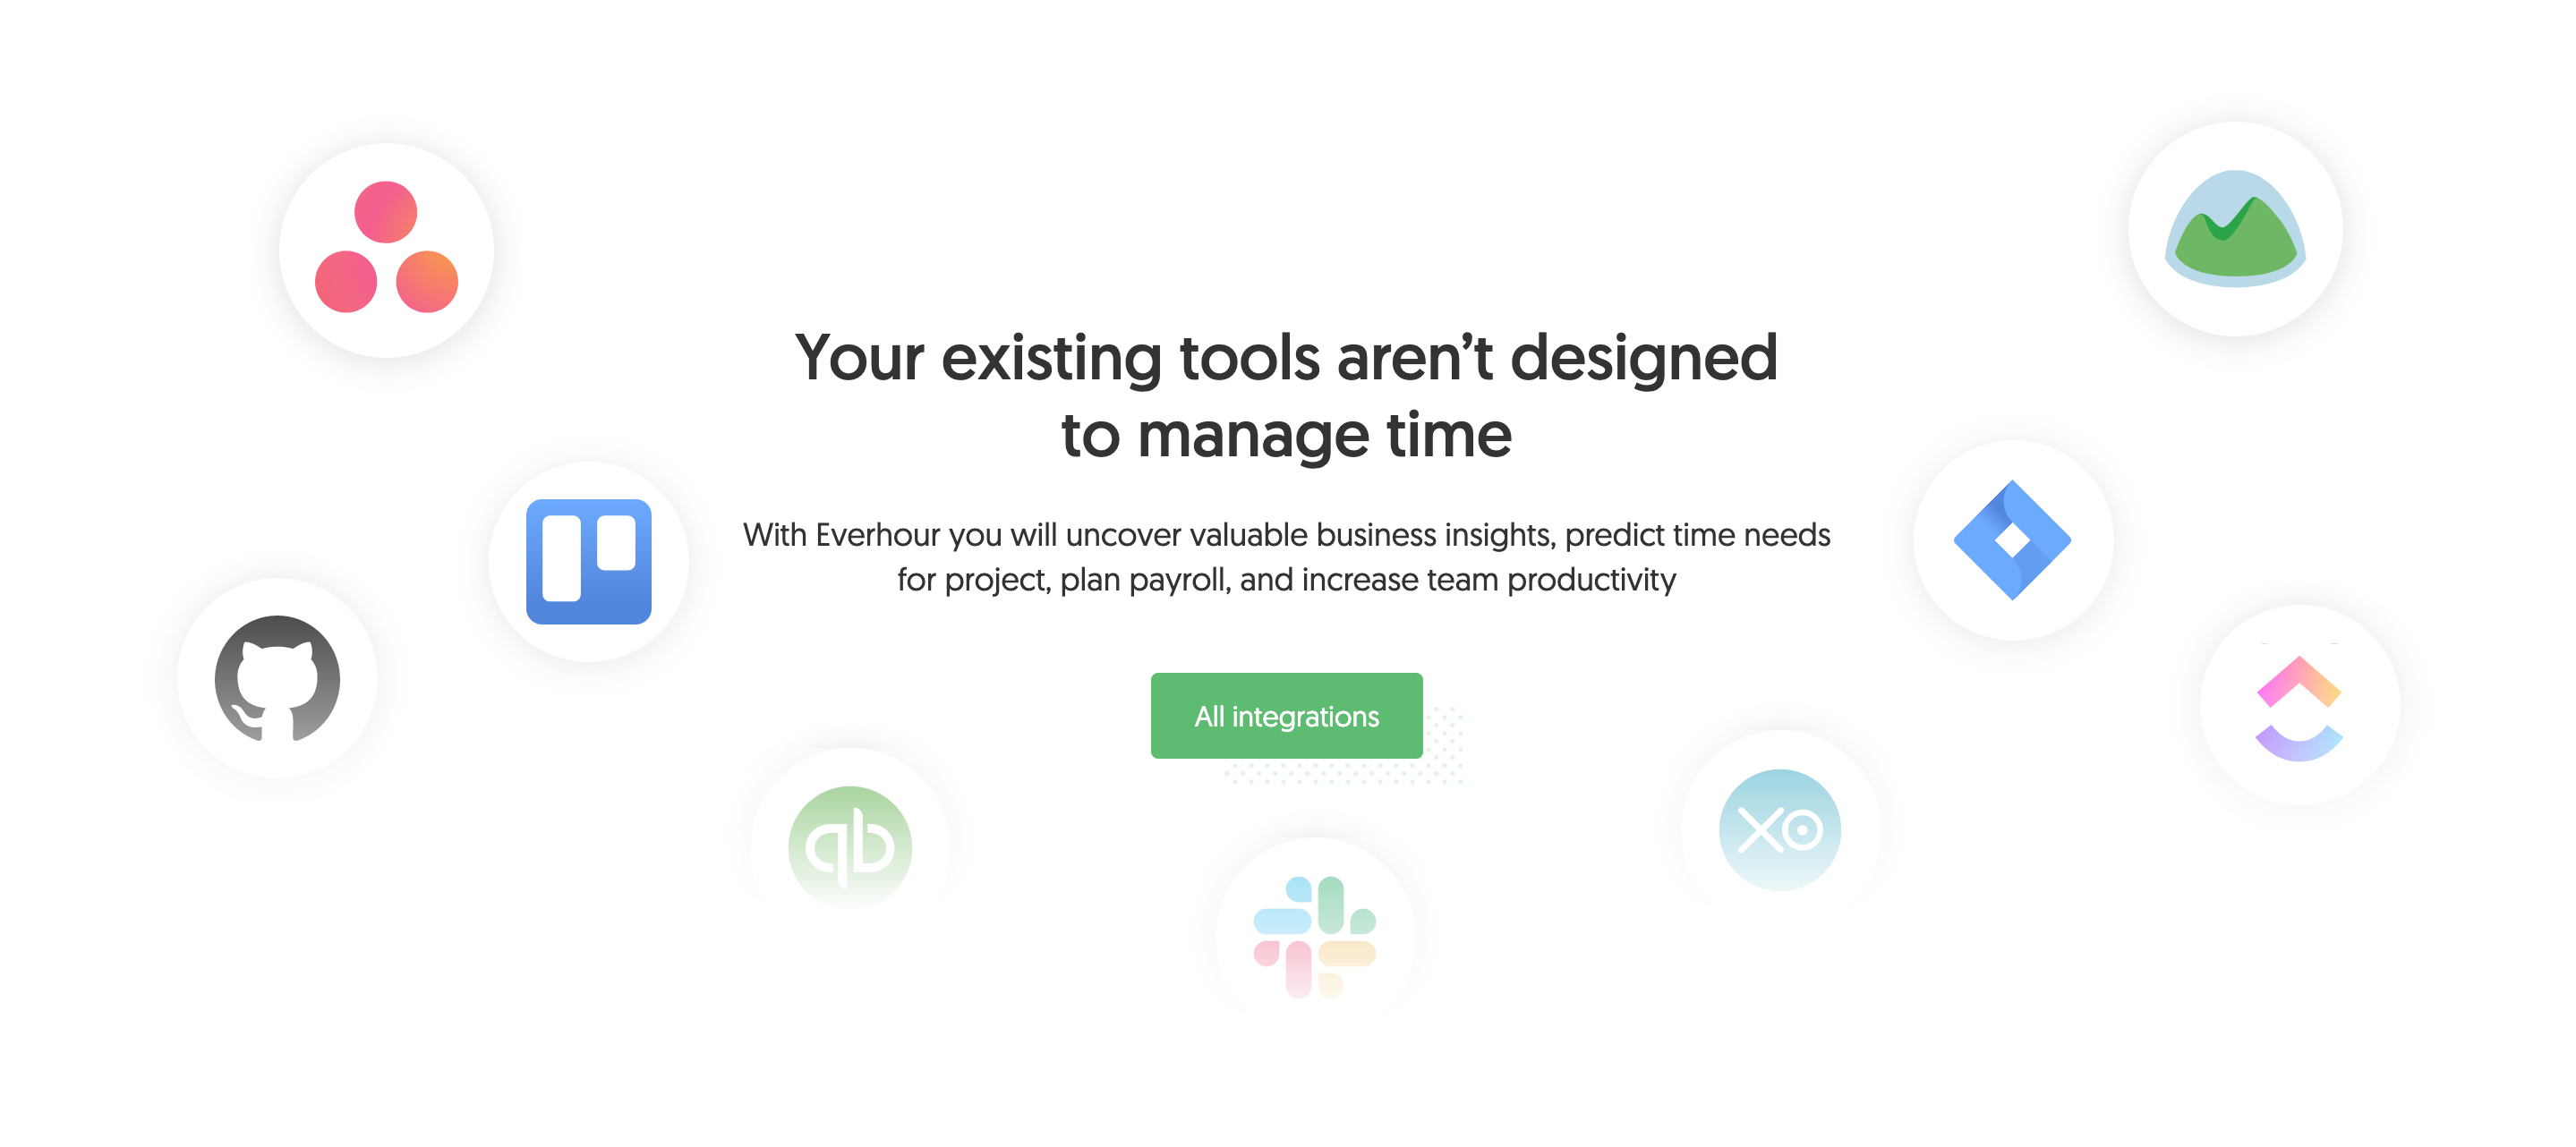 Your existing tools aren’t designed
to manage time
With Everhour you will uncover valuable business insights, predict time needs
for project, plan payroll, and increase team productivity
All integrations
qb
xo